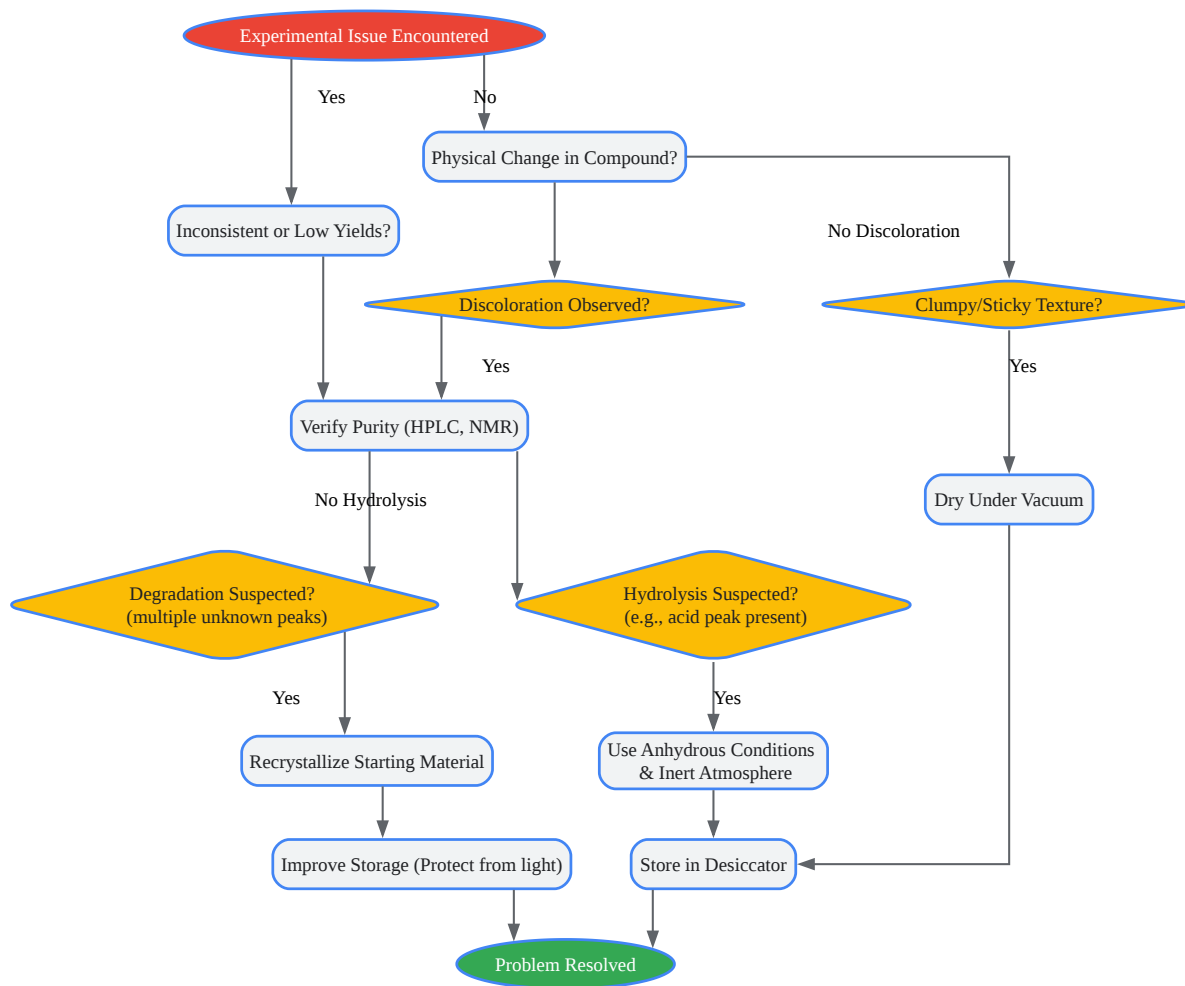 Experimental Issue Encountered
Yes
No
Physical Change in Compound?
Inconsistent or Low Yields?
No Discoloration
Discoloration Observed?
Clumpy/Sticky Texture?
Yes
Yes
Verify Purity (HPLC, NMR)
No Hydrolysis
Dry Under Vacuum
Degradation Suspected?
(multiple unknown peaks)
Hydrolysis Suspected?
(e.g., acid peak present)
Yes
Yes
Recrystallize Starting Material
Use Anhydrous Conditions
& Inert Atmosphere
Improve Storage (Protect from light)
Store in Desiccator
Problem Resolved